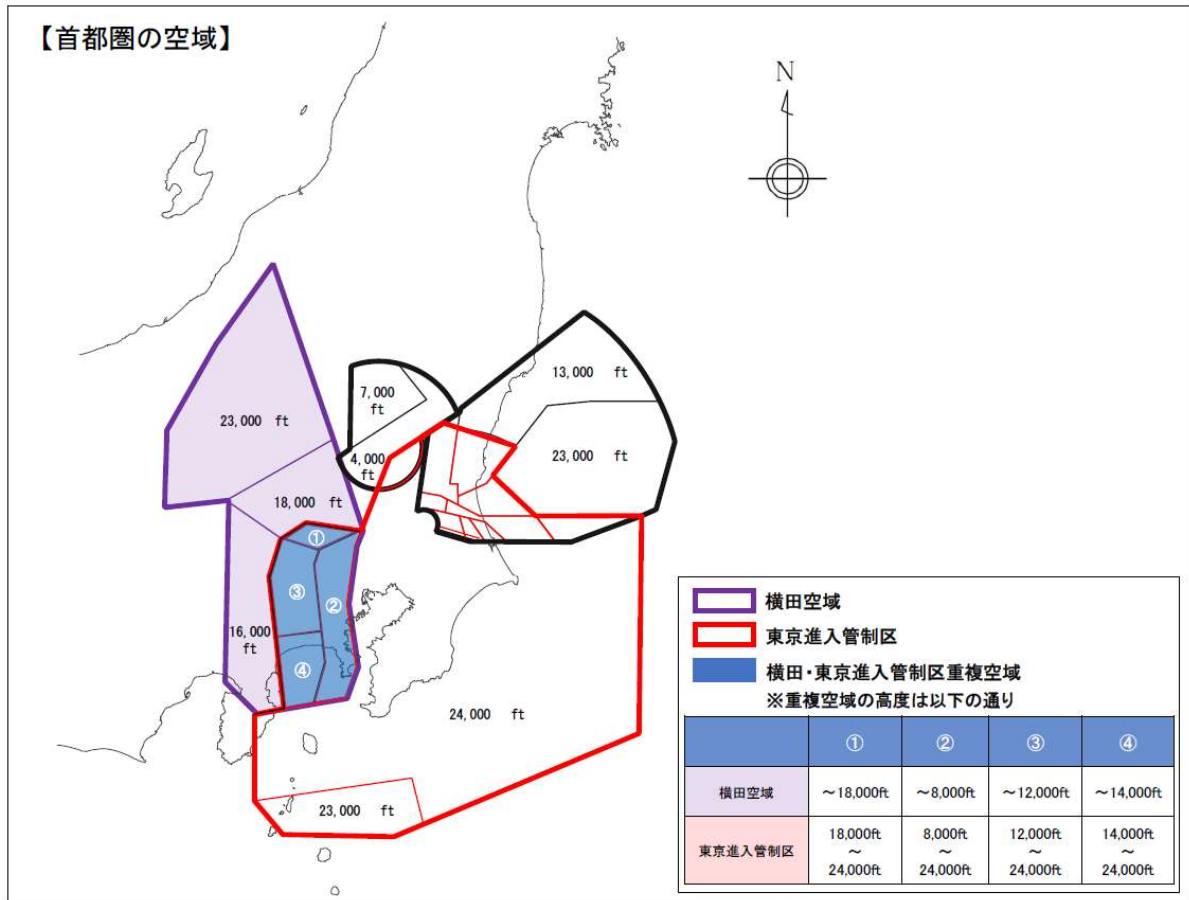 【首都圏の空域】
N
13,000 ft
7,000
ft
23,000 ft
4,000
ft
23,000 ft
18,000 ft
①
③
②
16,000
ft
④
24,000 ft
23,000 ft
横田空域
東京進入管制区
横田・東京進入管制区重複空域
※重複空域の高度は以下の通り
① ② ③ ④
横田空域 ～18,000ft ～8,000ft ～12,000ft ～14,000ft
東京進入管制区
18,000ft 8,000ft 12,000ft 14,000ft
～ ～ ～ ～
24,000ft 24,000ft 24,000ft 24,000ft